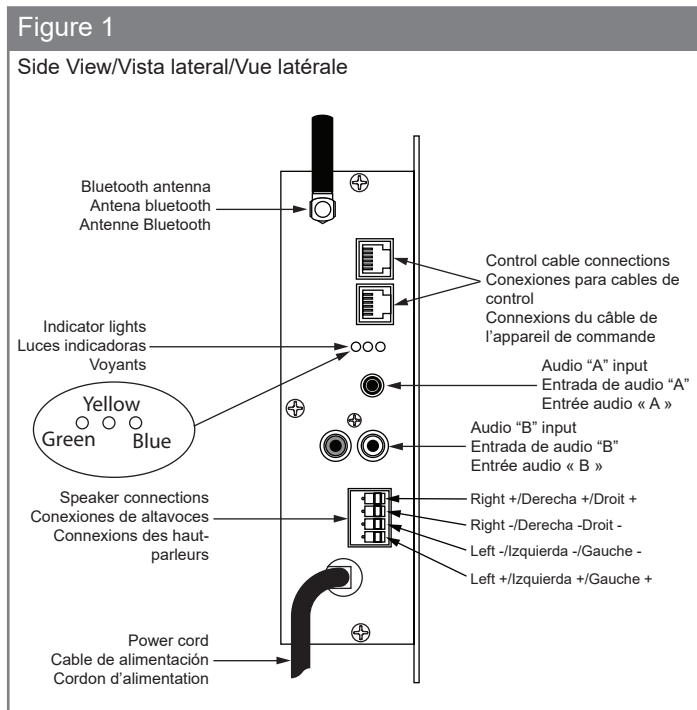 Figure 1
Side View/Vista lateral/Vue latérale
Bluetooth antenna
Antena bluetooth
Antenne Bluetooth
Control cable connections
Conexiones para cables de
control
Connexions du câble de
l'appareil de commande
Indicator lights
Luces indicadoras
Voyants
Yellow
Green Blue
Audio “A” input
Entrada de audio “A”
Entrée audio « A »
Audio “B” input
Entrada de audio “B”
Entrée audio « B »
Speaker connections
Conexiones de altavoces
Connexions des haut-
parleurs
Right +/Derecha +/Droit +
Right -/Derecha -Droit -
Left -/Izquierda -/Gauche -
Left +/Izquierda +/Gauche +
Power cord
Cable de alimentación
Cordon d’alimentation